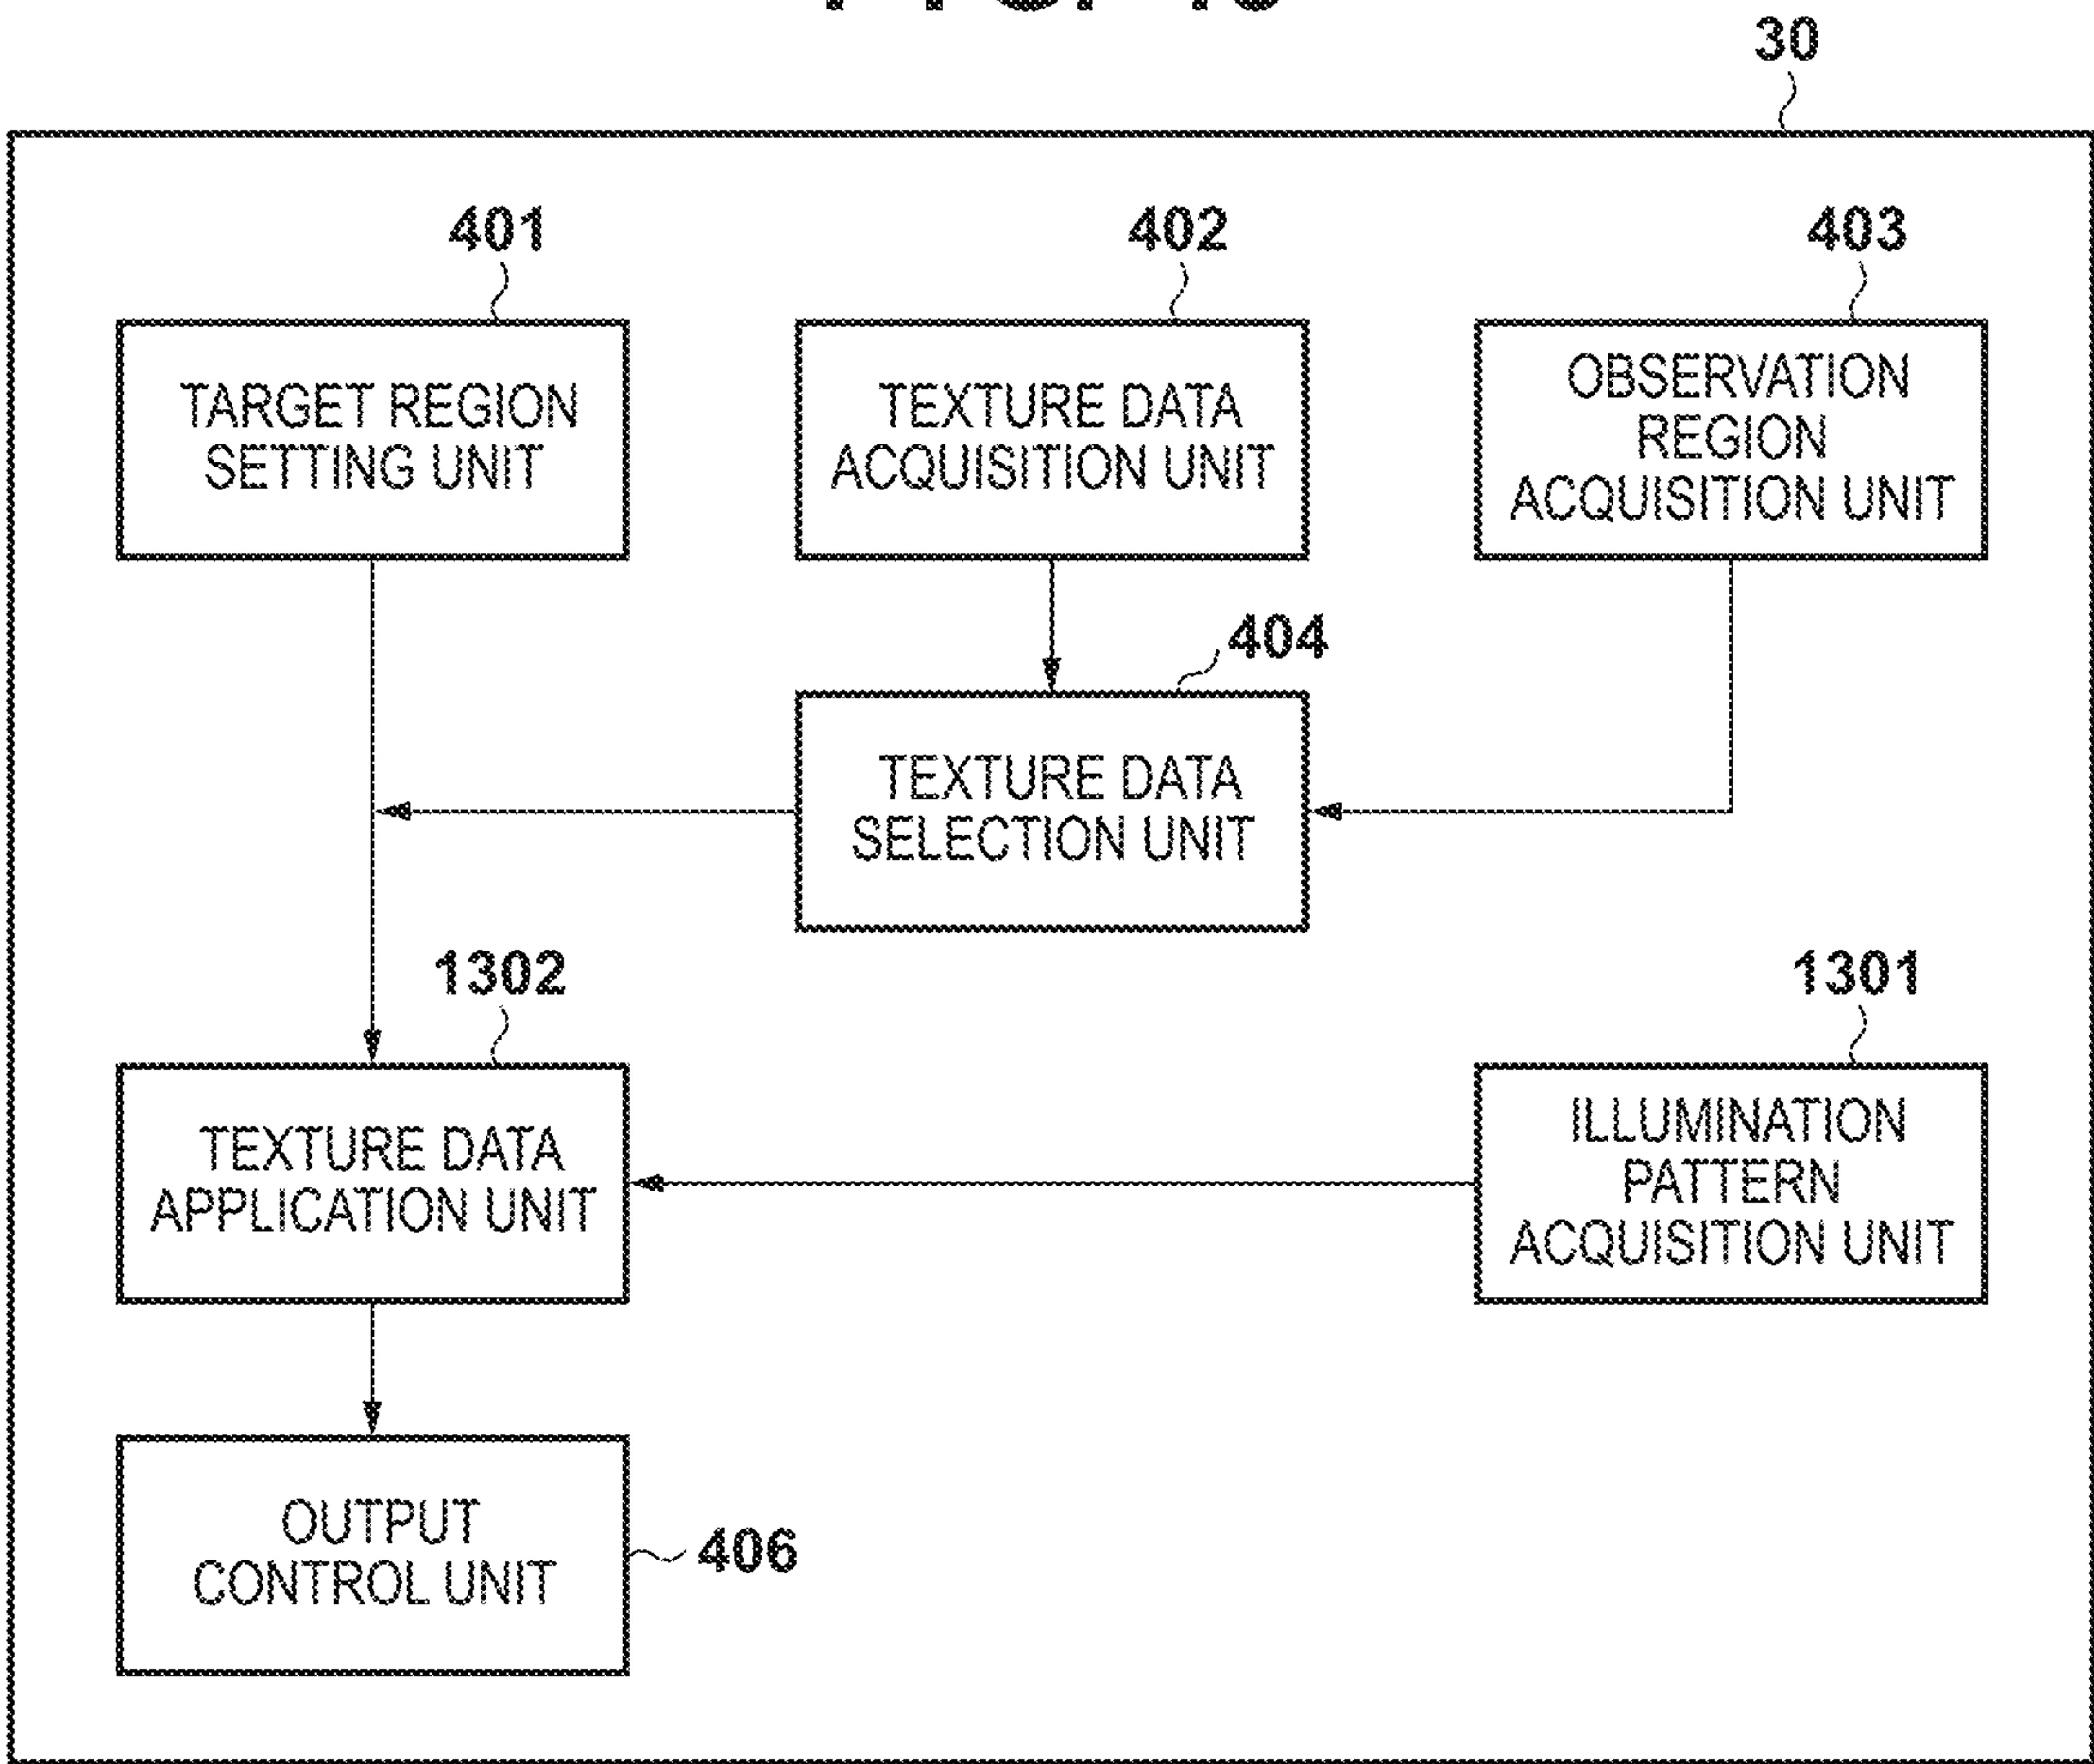 30
401
402
403
TARGET REGION
SETTING UNIT
TEXTURE DATA
ACQUISITION UNIT
OBSERVATION
REGION
ACQUISITION UNIT
404
TEXTURE DATA
SELECTION UNIT
1302
1301
TEXTURE DATA
APPLICATION UNIT
ILLUMINATION
PATTERN
ACQUISITION UNIT
OUTPUT
CONTROL UNIT
406